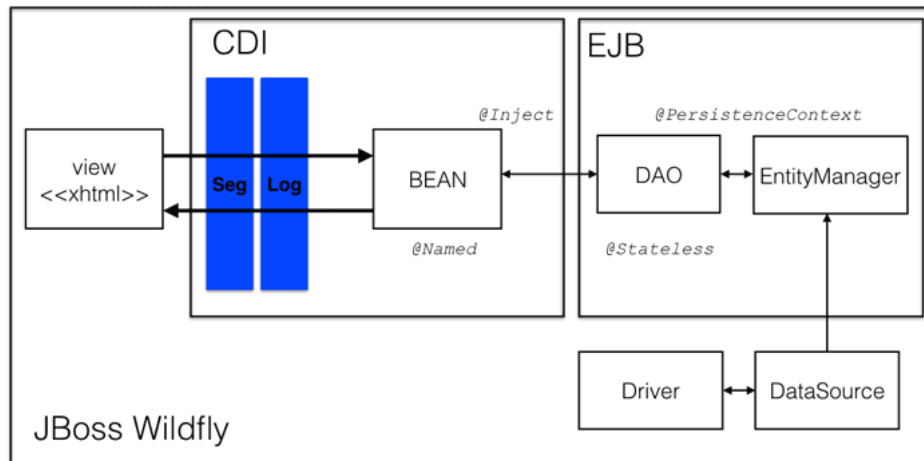 CDI
EJB
@Inject
@PersistenceContext
view
<<xhtml>>
Seg
Log
BEAN
DAO
EntityManager
@Named
@Stateless
Driver
DataSource
JBoss Wildfly